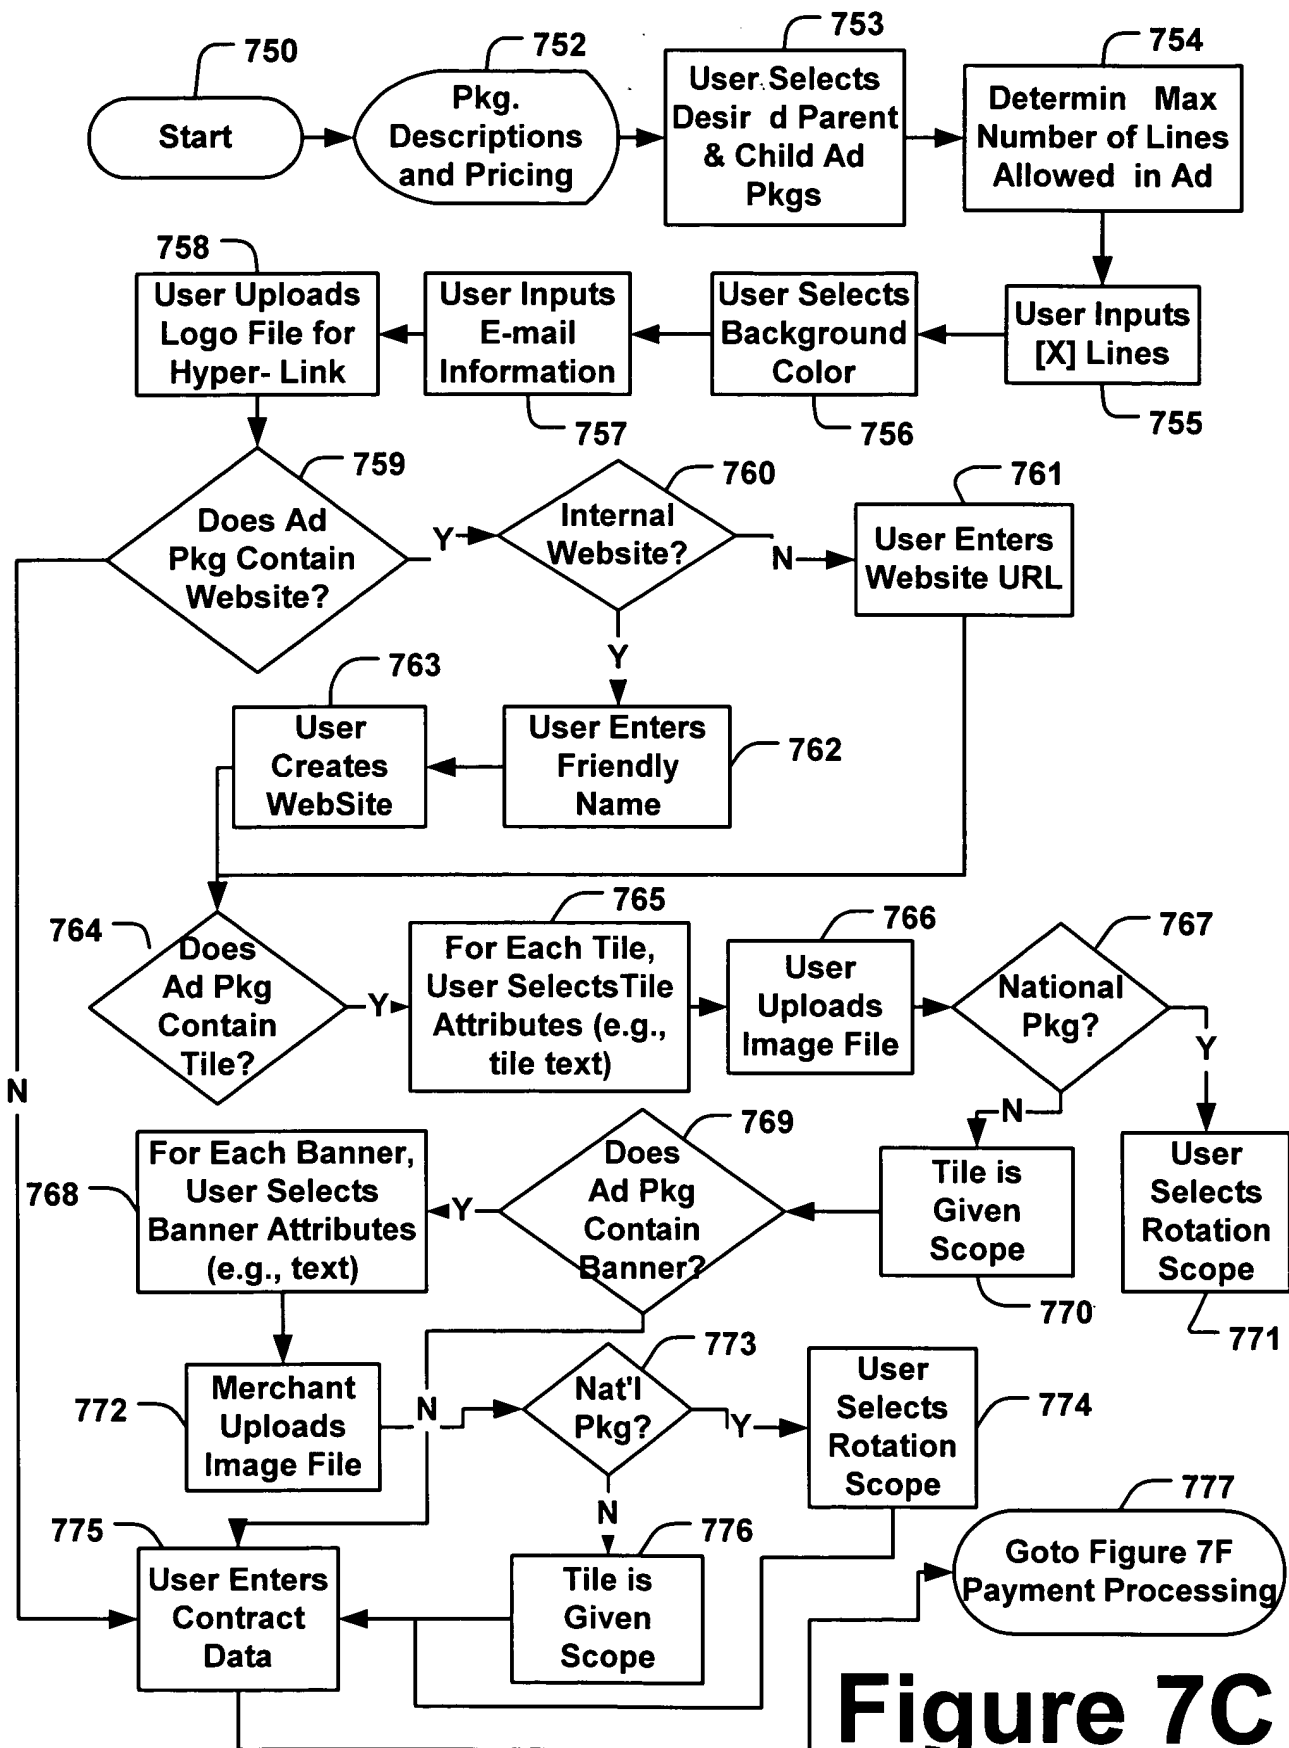 750
752
753
754
Start
Pkg.
Descriptions
and Pricing
User Selects
Desir d Parent
& Child Ad
Pkgs
Determin Max
Number of Lines
Allowed in Ad
758
User Uploads
Logo File for
Hyper- Link
User Inputs
E-mail
Information
User Selects
Background
Color
User Inputs
[X] Lines
757
756
755
759
760
761
Does Ad
Pkg Contain
Website?
Y
Internal
Website?
N
User Enters
Website URL
Y
763
User
Creates
WebSite
User Enters
Friendly
Name
762
764
765
766
767
Does
Ad Pkg
Contain
Tile?
Y
For Each Tile,
User SelectsTile
Attributes (e.g.,
tile text)
User
Uploads
Image File
National
Pkg?
Y
N
N
769
768
For Each Banner,
User Selects
Banner Attributes
(e.g., text)
Y
Does
Ad Pkg
Contain
Banner?
Tile is
Given
Scope
User
Selects
Rotation
Scope
770
771
773
772
Merchant
Uploads
Image File
N
Nat'l
Pkg?
Y
User
Selects
Rotation
Scope
774
N
775
776
777
User Enters
Contract
Data
Tile is
Given
Scope
Goto Figure 7F
Payment Processing
Figure 7C